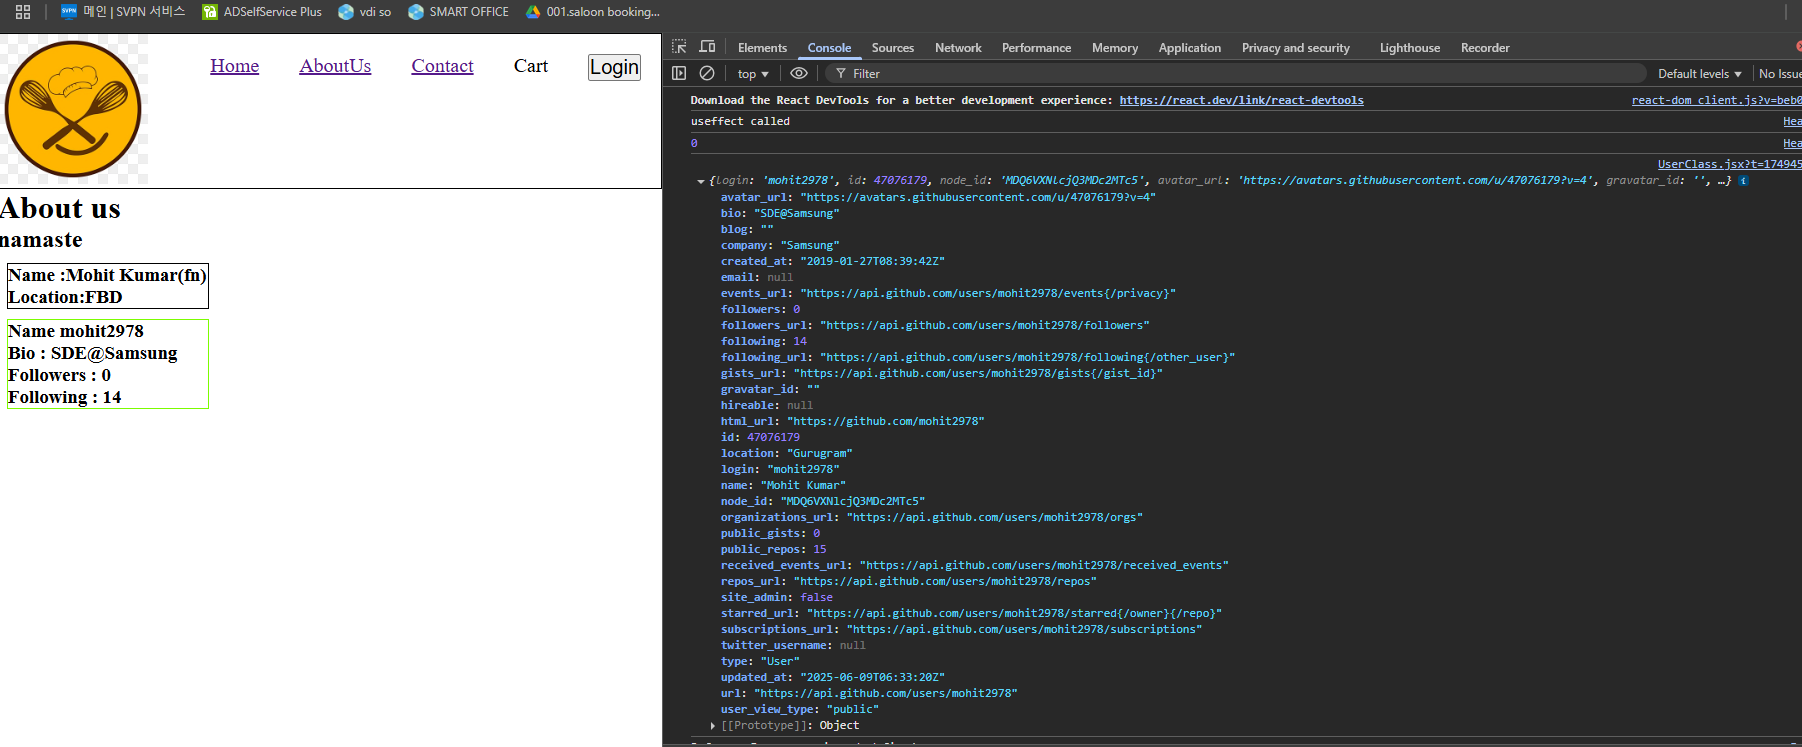 메인 | SVPN 서비스 ADSelfService Plus vdi so SMART OFFICE 001.saloon booking...
Home AboutUs Contact Cart Login
About us
namaste
Name :Mohit Kumar(fn)
Location:FBD
Name mohit2978
Bio : SDE@Samsung
Followers : 0
Following : 14
Elements Console Sources Network Performance Memory Application Privacy and security Lighthouse Recorder
top Filter Default levels No Issue
Download the React DevTools for a better development experience: https://react.dev/link/react-devtools react-dom_client.js?v=beb0
useffect called Hea
0 Hea
UserClass.jsx?t=174945
{login: 'mohit2978', id: 47076179, node_id: 'MDQ6VXNlcjQ3MDc2MTc5', avatar_url: 'https://avatars.githubusercontent.com/u/47076179?v=4', gravatar_id: '', …}
avatar_url: "https://avatars.githubusercontent.com/u/47076179?v=4"
bio: "SDE@Samsung"
blog: ""
company: "Samsung"
created_at: "2019-01-27T08:39:42Z"
email: null
events_url: "https://api.github.com/users/mohit2978/events{/privacy}"
followers: 0
followers_url: "https://api.github.com/users/mohit2978/followers"
following: 14
following_url: "https://api.github.com/users/mohit2978/following{/other_user}"
gists_url: "https://api.github.com/users/mohit2978/gists{/gist_id}"
gravatar_id: ""
hireable: null
html_url: "https://github.com/mohit2978"
id: 47076179
location: "Gurugram"
login: "mohit2978"
name: "Mohit Kumar"
node_id: "MDQ6VXNlcjQ3MDc2MTc5"
organizations_url: "https://api.github.com/users/mohit2978/orgs"
public_gists: 0
public_repos: 15
received_events_url: "https://api.github.com/users/mohit2978/received_events"
repos_url: "https://api.github.com/users/mohit2978/repos"
site_admin: false
starred_url: "https://api.github.com/users/mohit2978/starred{/owner}{/repo}"
subscriptions_url: "https://api.github.com/users/mohit2978/subscriptions"
twitter_username: null
type: "User"
updated_at: "2025-06-09T06:33:20Z"
url: "https://api.github.com/users/mohit2978"
user_view_type: "public"
[[Prototype]]: Object